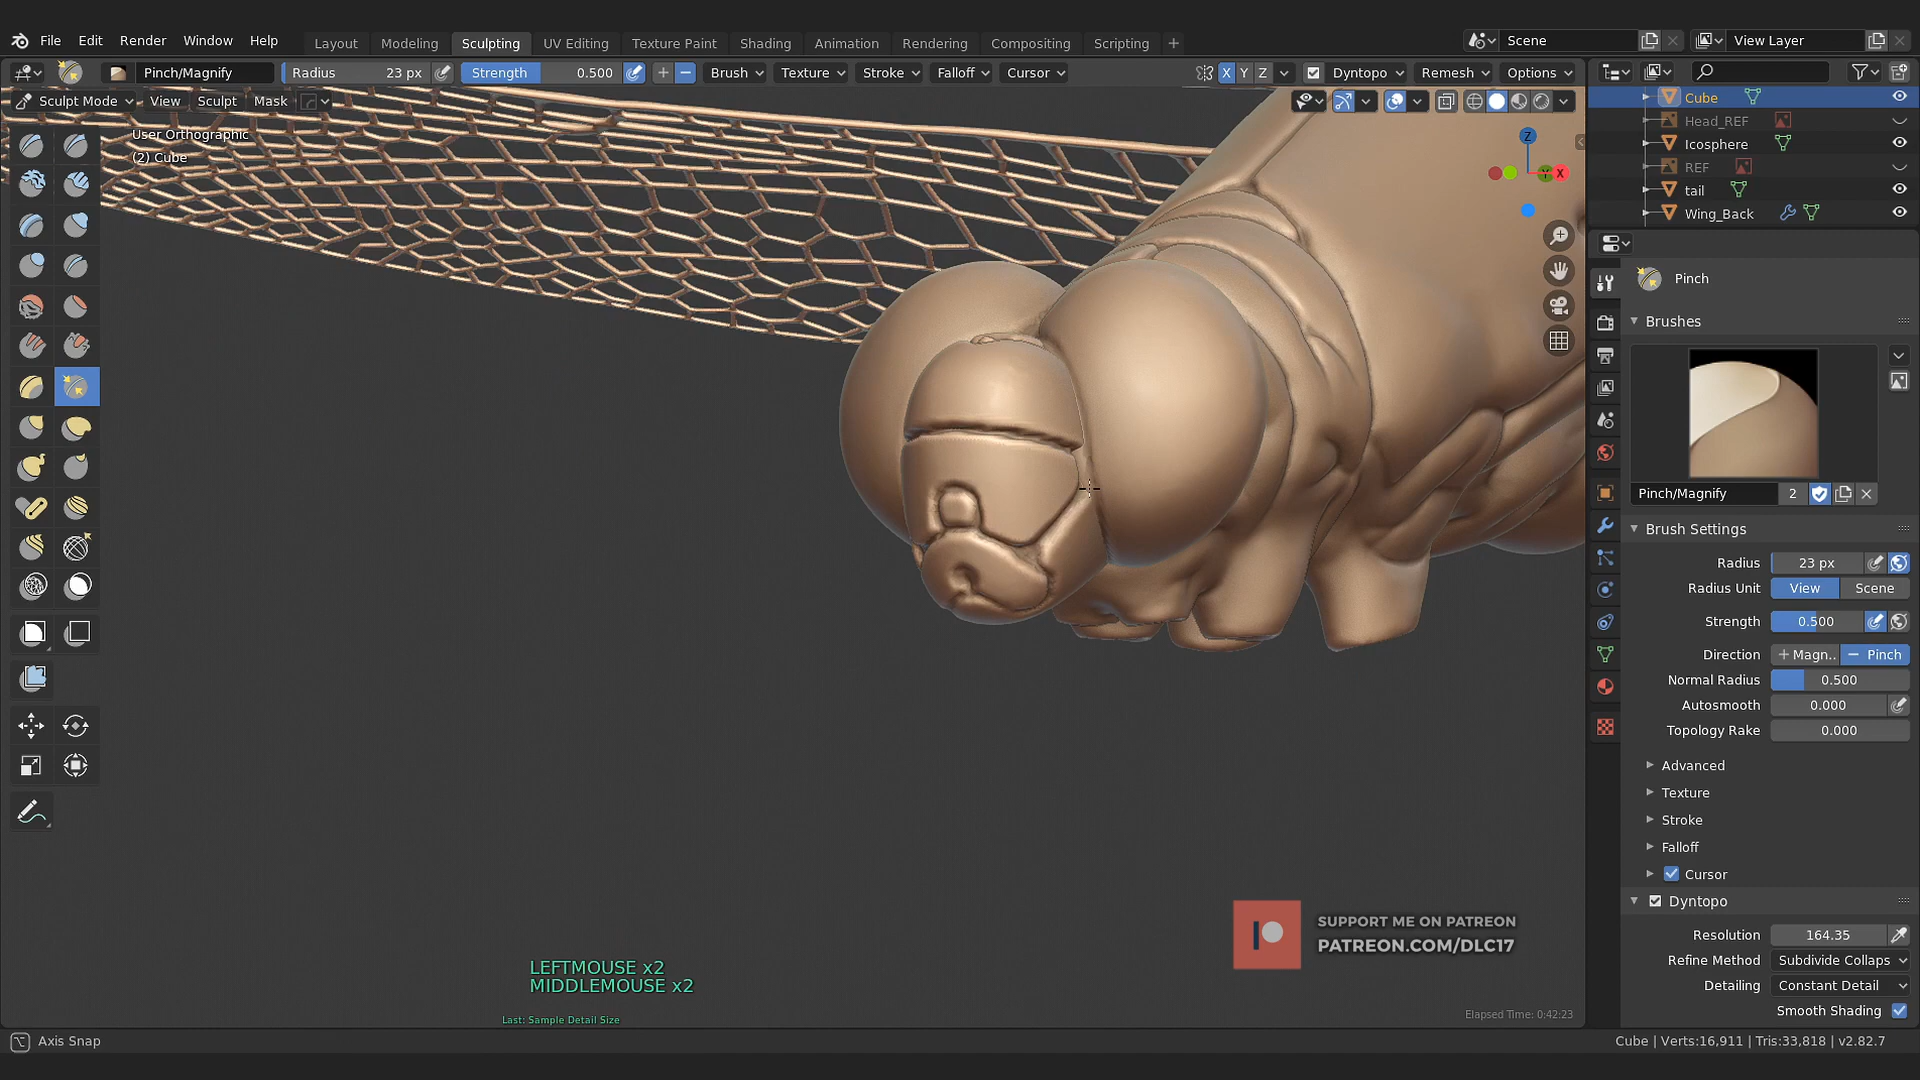 File Edit Render Window Help
Layout Modeling Sculpting UV Editing Texture Paint Shading Animation Rendering Compositing Scripting +
Scene
View Layer
Pinch/Magnify Radius 23 px Strength 0.500 Brush Texture Stroke Falloff Cursor X Y Z Dyntopo Remesh Options
Sculpt Mode View Sculpt Mask
User Orthographic
(2) Cube
Z
Y X
Cube
Head_REF
Icosphere
REF
tail
Wing_Back
Pinch
Brushes
Pinch/Magnify 2
Brush Settings
Radius 23 px
Radius Unit View Scene
Strength 0.500
Direction + Magn.. − Pinch
Normal Radius 0.500
Autosmooth 0.000
Topology Rake 0.000
Advanced
Texture
Stroke
Falloff
Cursor
Dyntopo
Resolution 164.35
Refine Method Subdivide Collaps
Detailing Constant Detail
Smooth Shading
SUPPORT ME ON PATREON
PATREON.COM/DLC17
LEFTMOUSE x2
MIDDLEMOUSE x2
Last: Sample Detail Size
Elapsed Time: 0:42:23
Axis Snap
Cube | Verts:16,911 | Tris:33,818 | v2.82.7